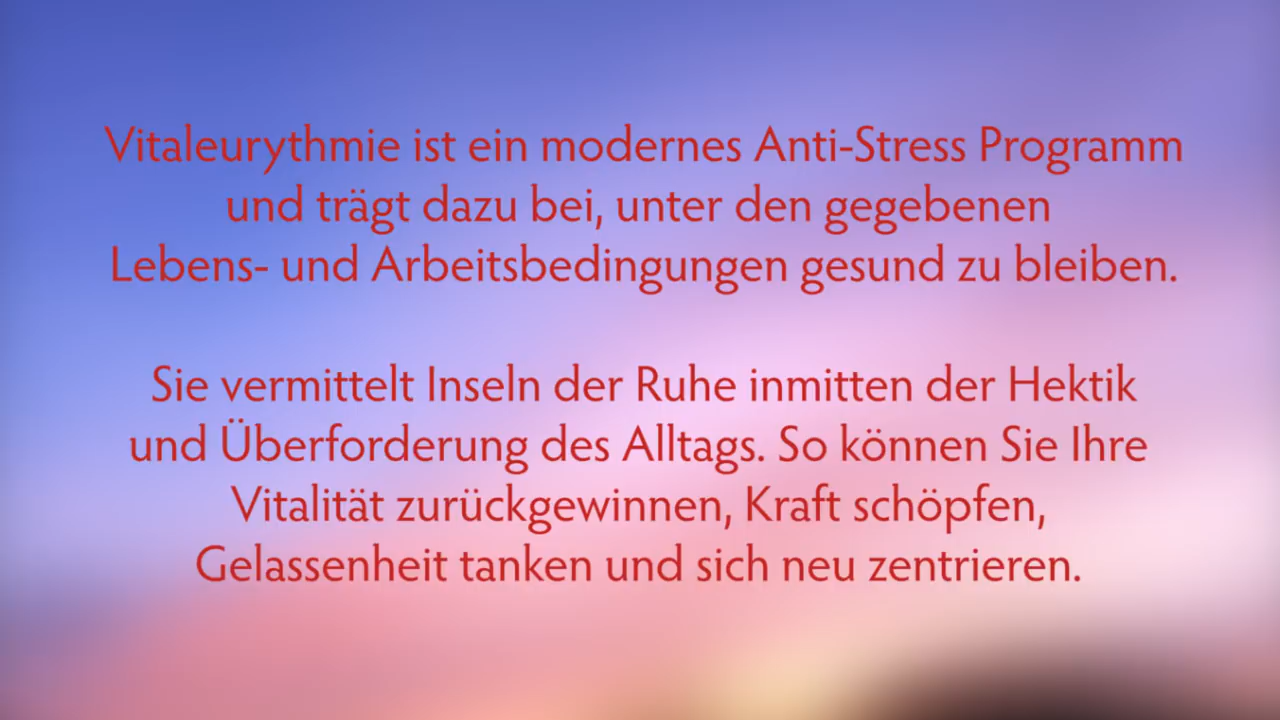 Vitaleurythmie ist ein modernes Anti-Stress Programm
und trägt dazu bei, unter den gegebenen
Lebens- und Arbeitsbedingungen gesund zu bleiben.
Sie vermittelt Inseln der Ruhe inmitten der Hektik
und Überforderung des Alltags. So können Sie Ihre
Vitalität zurückgewinnen, Kraft schöpfen,
Gelassenheit tanken und sich neu zentrieren.